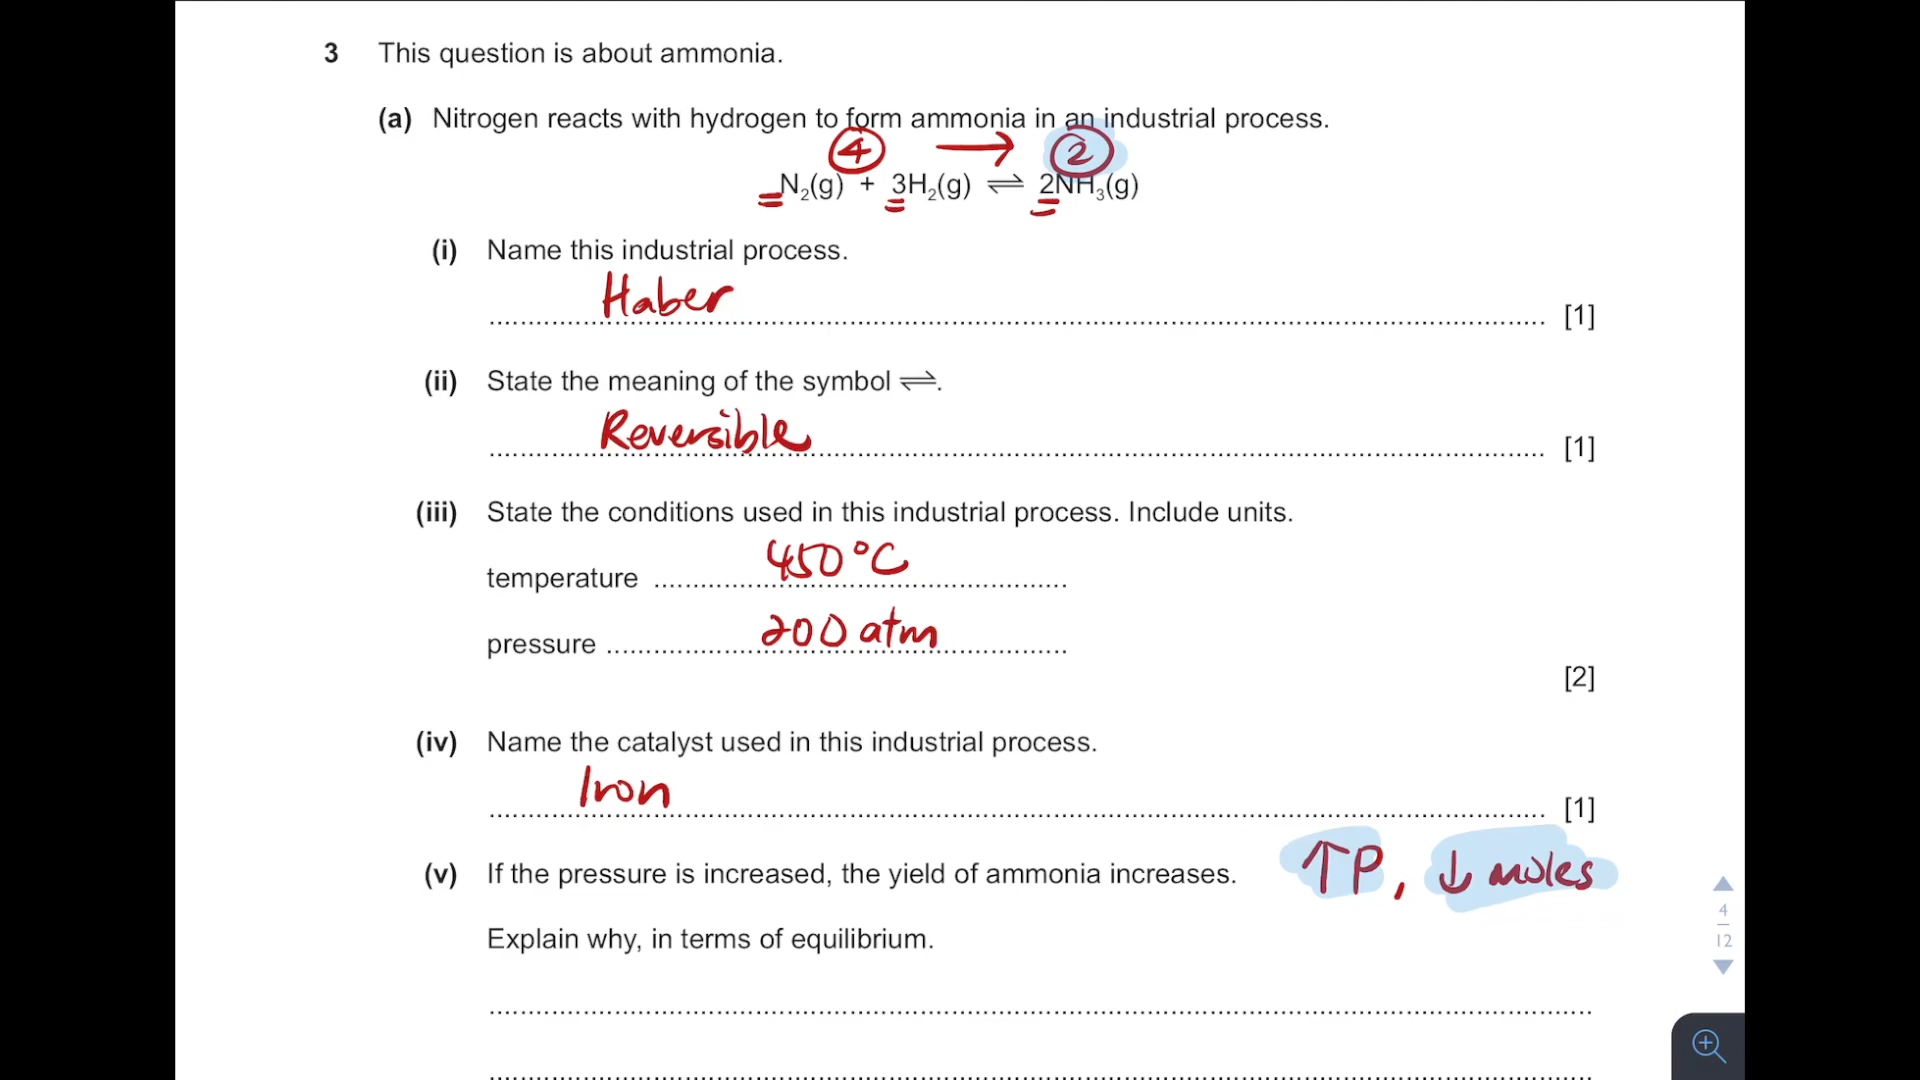 3 This question is about ammonia.
(a) Nitrogen reacts with hydrogen to form ammonia in an industrial process.
④ → ②
N₂(g) + 3H₂(g) ⇌ 2NH₃(g)
(i) Name this industrial process.
Haber
[1]
(ii) State the meaning of the symbol ⇌.
Reversible
[1]
(iii) State the conditions used in this industrial process. Include units.
temperature 450°C
pressure 200 atm
[2]
(iv) Name the catalyst used in this industrial process.
Iron
[1]
(v) If the pressure is increased, the yield of ammonia increases. ↑P, ↓ moles
Explain why, in terms of equilibrium.
4
12